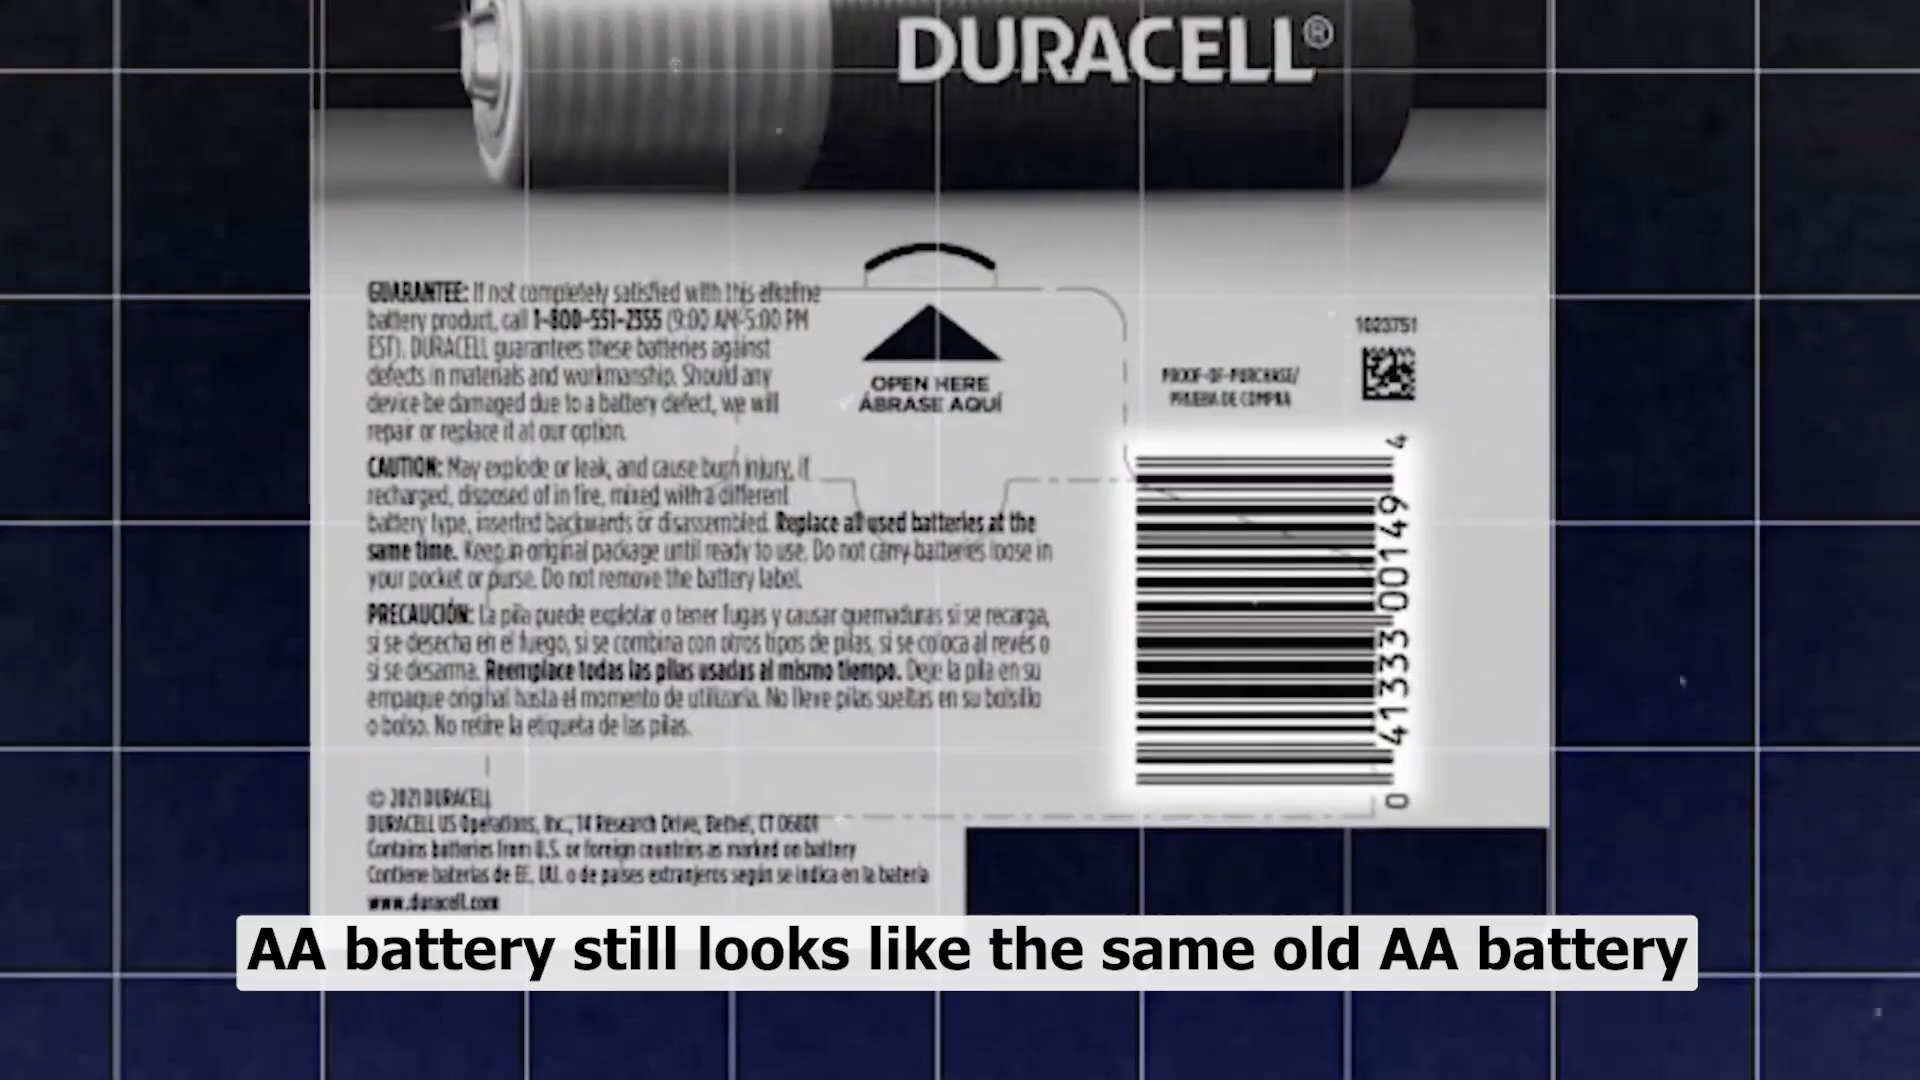 DURACELL®
GUARANTEE: If not completely satisfied with this alkaline
battery product, call 1-800-551-2355 (9:00 AM-5:00 PM
EST). DURACELL guarantees these batteries against
defects in materials and workmanship. Should any
device be damaged due to a battery defect, we will
repair or replace it at our option.
CAUTION: May explode or leak, and cause burn injury, if
recharged, disposed of in fire, mixed with a different
battery type, inserted backwards or disassembled. Replace all used batteries at the
same time. Keep in original package until ready to use. Do not carry batteries loose in
your pocket or purse. Do not remove the battery label.
PRECAUCIÓN: La pila puede explotar o tener fugas y causar quemaduras si se recarga,
si se desecha en el fuego, si se combina con otros tipos de pilas, si se coloca al revés o
si se desarma. Reemplace todas las pilas usadas al mismo tiempo. Deje la pila en su
empaque original hasta el momento de utilizarla. No lleve pilas sueltas en su bolsillo
o bolso. No retire la etiqueta de las pilas.
© 2021 DURACELL
DURACELL US Operations, Inc., 14 Research Drive, Bethel, CT 06801
Contains batteries from U.S. or foreign countries as marked on battery
Contiene baterías de EE. UU. o de países extranjeros según se indica en la batería
www.duracell.com
OPEN HERE
ÁBRASE AQUÍ
PROOF-OF-PURCHASE/
PRUEBA DE COMPRA
1023751
0 41333 00149 4
AA battery still looks like the same old AA battery